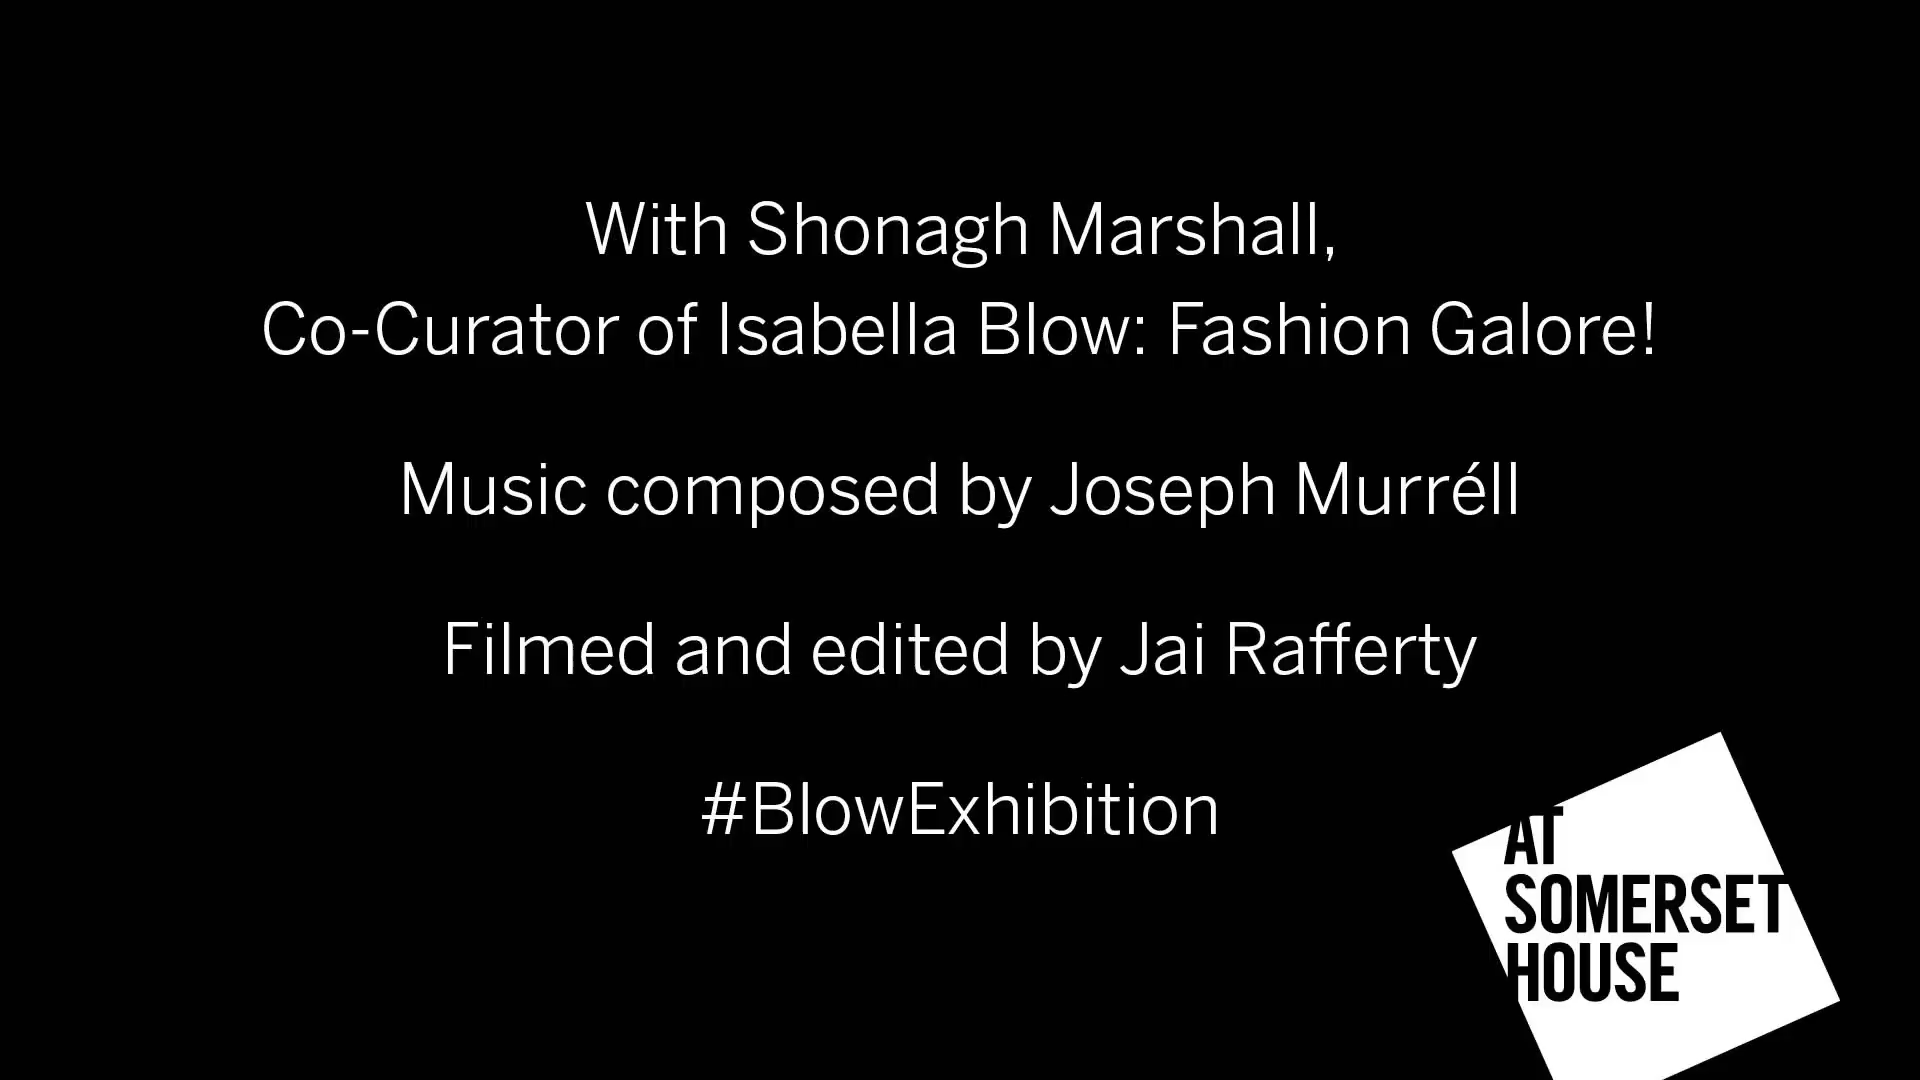 With Shonagh Marshall,
Co-Curator of Isabella Blow: Fashion Galore!
Music composed by Joseph Murréll
Filmed and edited by Jai Rafferty
#BlowExhibition
AT
SOMERSET
HOUSE